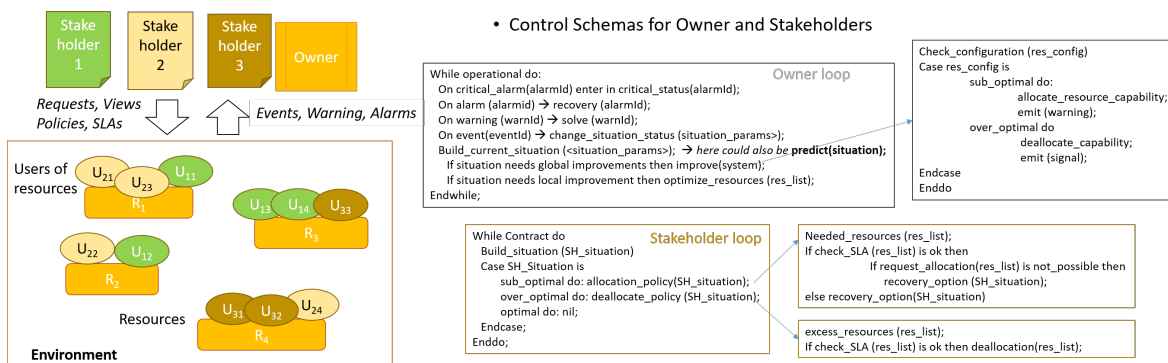 Stake
holder
1
Stake
holder
2
Stake
holder
3
Owner
Requests, Views
Policies, SLAs
Events, Warning, Alarms
Users of
resources
U21
U23
U11
R1
U13
U14
U33
R3
U22
U12
R2
Resources
U31
U32
U24
R4
Environment
• Control Schemas for Owner and Stakeholders
Owner loop
While operational do:
On critical_alarm(alarmId) enter in critical_status(alarmId);
On alarm (alarmid) → recovery (alarmId);
On warning (warnId) → solve (warnId);
On event(eventId) → change_situation_status (situation_params>);
Build_current_situation (<situation_params>); → here could also be predict(situation);
If situation needs global improvements then improve(system);
If situation needs local improvement then optimize_resources (res_list);
Endwhile;
Check_configuration (res_config)
Case res_config is
sub_optimal do:
allocate_resource_capability;
emit (warning);
over_optimal do
deallocate_capability;
emit (signal);
Endcase
Enddo
Stakeholder loop
While Contract do
Build_situation (SH_situation)
Case SH_Situation is
sub_optimal do: allocation_policy(SH_situation);
over_optimal do: deallocate_policy (SH_situation);
optimal do: nil;
Endcase;
Enddo;
Needed_resources (res_list);
If check_SLA (res_list) is ok then
If request_allocation(res_list) is not_possible then
recovery_option (SH_situation);
else recovery_option(SH_situation)
excess_resources (res_list);
If check_SLA (res_list) is ok then deallocation(res_list);